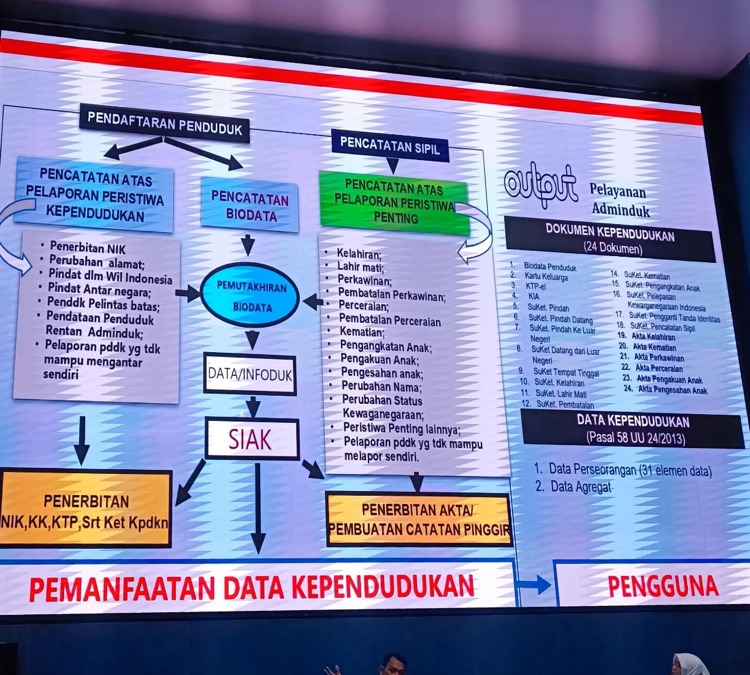 PENDAFTARAN PENDUDUK
PENCATATAN ATAS
PELAPORAN PERISTIWA
KEPENDUDUKAN
PENCATATAN
BIODATA
• Penerbitan NIK
• Perubahan alamat;
• Pindat dlm Wil Indonesia
• Pindat Antar negara;
• Penddk Pelintas batas;
• Pendataan Penduduk
Rentan Adminduk;
• Pelaporan pddk yg tdk
mampu mengantar
sendiri
PEMUTAKHIRAN
BIODATA
DATA/INFODUK
SIAK
PENERBITAN
NIK,KK,KTP,Srt Ket Kpdkn
PENCATATAN SIPIL
PENCATATAN ATAS
PELAPORAN PERISTIWA
PENTING
• Kelahiran;
• Lahir mati;
• Perkawinan;
• Pembatalan Perkawinan;
• Perceraian;
• Pembatalan Perceraian
• Kematian;
• Pengangkatan Anak;
• Pengakuan Anak;
• Pengesahan anak;
• Perubahan Nama;
• Perubahan Status
Kewaganegaraan;
• Peristiwa Penting lainnya;
• Pelaporan pddk yg tdk mampu
melapor sendiri.
PENERBITAN AKTA/
PEMBUATAN CATATAN PINGGIR
output Pelayanan
Adminduk
DOKUMEN KEPENDUDUKAN
(24 Dokumen)
1. Biodata Penduduk
2. Kartu Keluarga
3. KTP-el
4. KIA
5. SuKet. Pindah
6. SuKet. Pindah Datang
7. SuKet. Pindah Ke Luar
Negeri
8. SuKet Datang dari Luar
Negeri
9. SuKet Tempat Tinggal
10. SuKet. Kelahiran
11. SuKet. Lahir Mati
12. SuKet. Pembatalan
14. SuKet. Kematian
15. SuKet. Pengangkatan Anak
16. SuKet. Pelepasan
Kewarganegaraan Indonesia
17. SuKet. Pengganti Tanda Identitas
18. SuKet. Pencatatan Sipil
19. Akta Kelahiran
20. Akta Kematian
21. Akta Perkawinan
22. Akta Perceraian
23. Akta Pengakuan Anak
24. Akta Pengesahan Anak
DATA KEPENDUDUKAN
(Pasal 58 UU 24/2013)
1. Data Perseorangan (31 elemen data)
2. Data Agregat
PEMANFAATAN DATA KEPENDUDUKAN
PENGGUNA